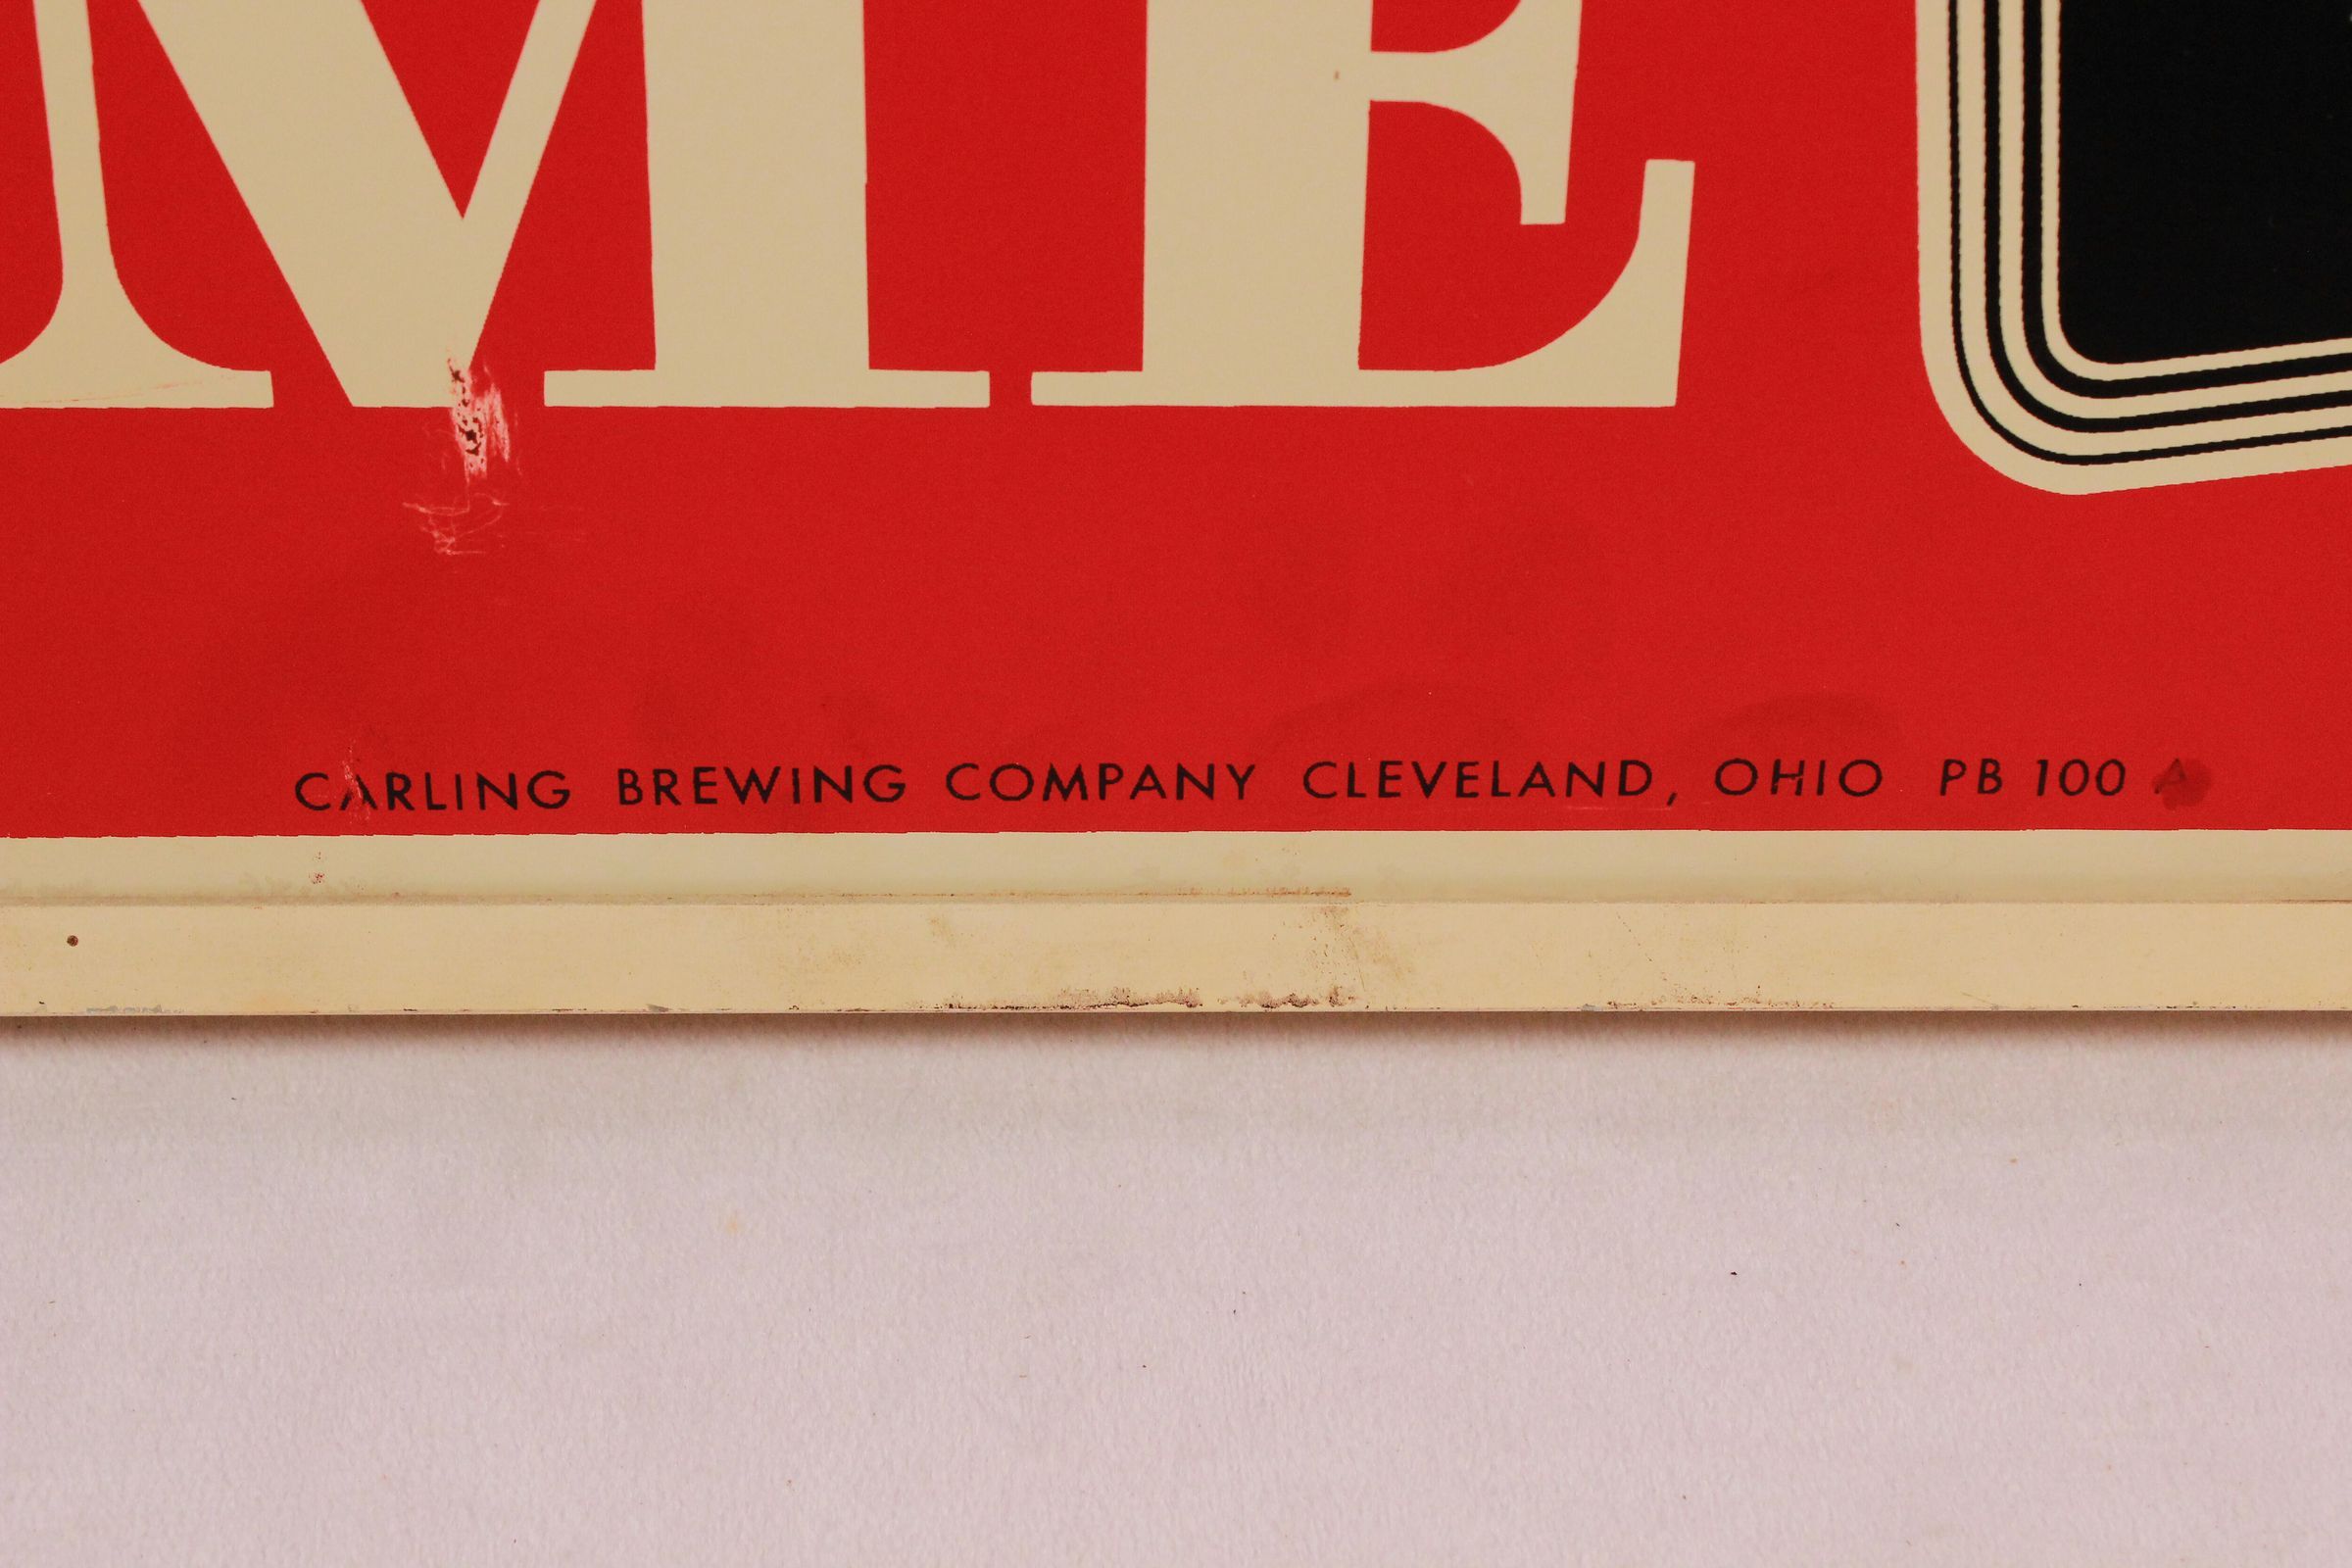 ME
CARLING BREWING COMPANY CLEVELAND, OHIO PB 100 A